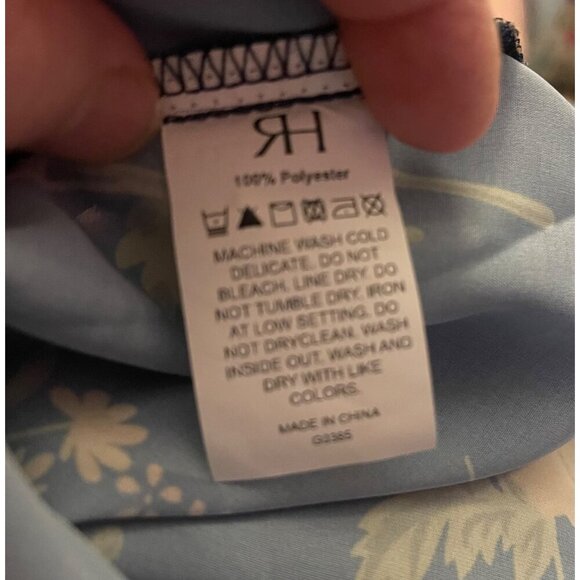 RH
100% Polyester
MACHINE WASH COLD
DELICATE. DO NOT
BLEACH. LINE DRY. DO
NOT TUMBLE DRY. IRON
AT LOW SETTING. DO
NOT DRYCLEAN. WASH
INSIDE OUT. WASH AND
DRY WITH LIKE
COLORS.
MADE IN CHINA
G3365